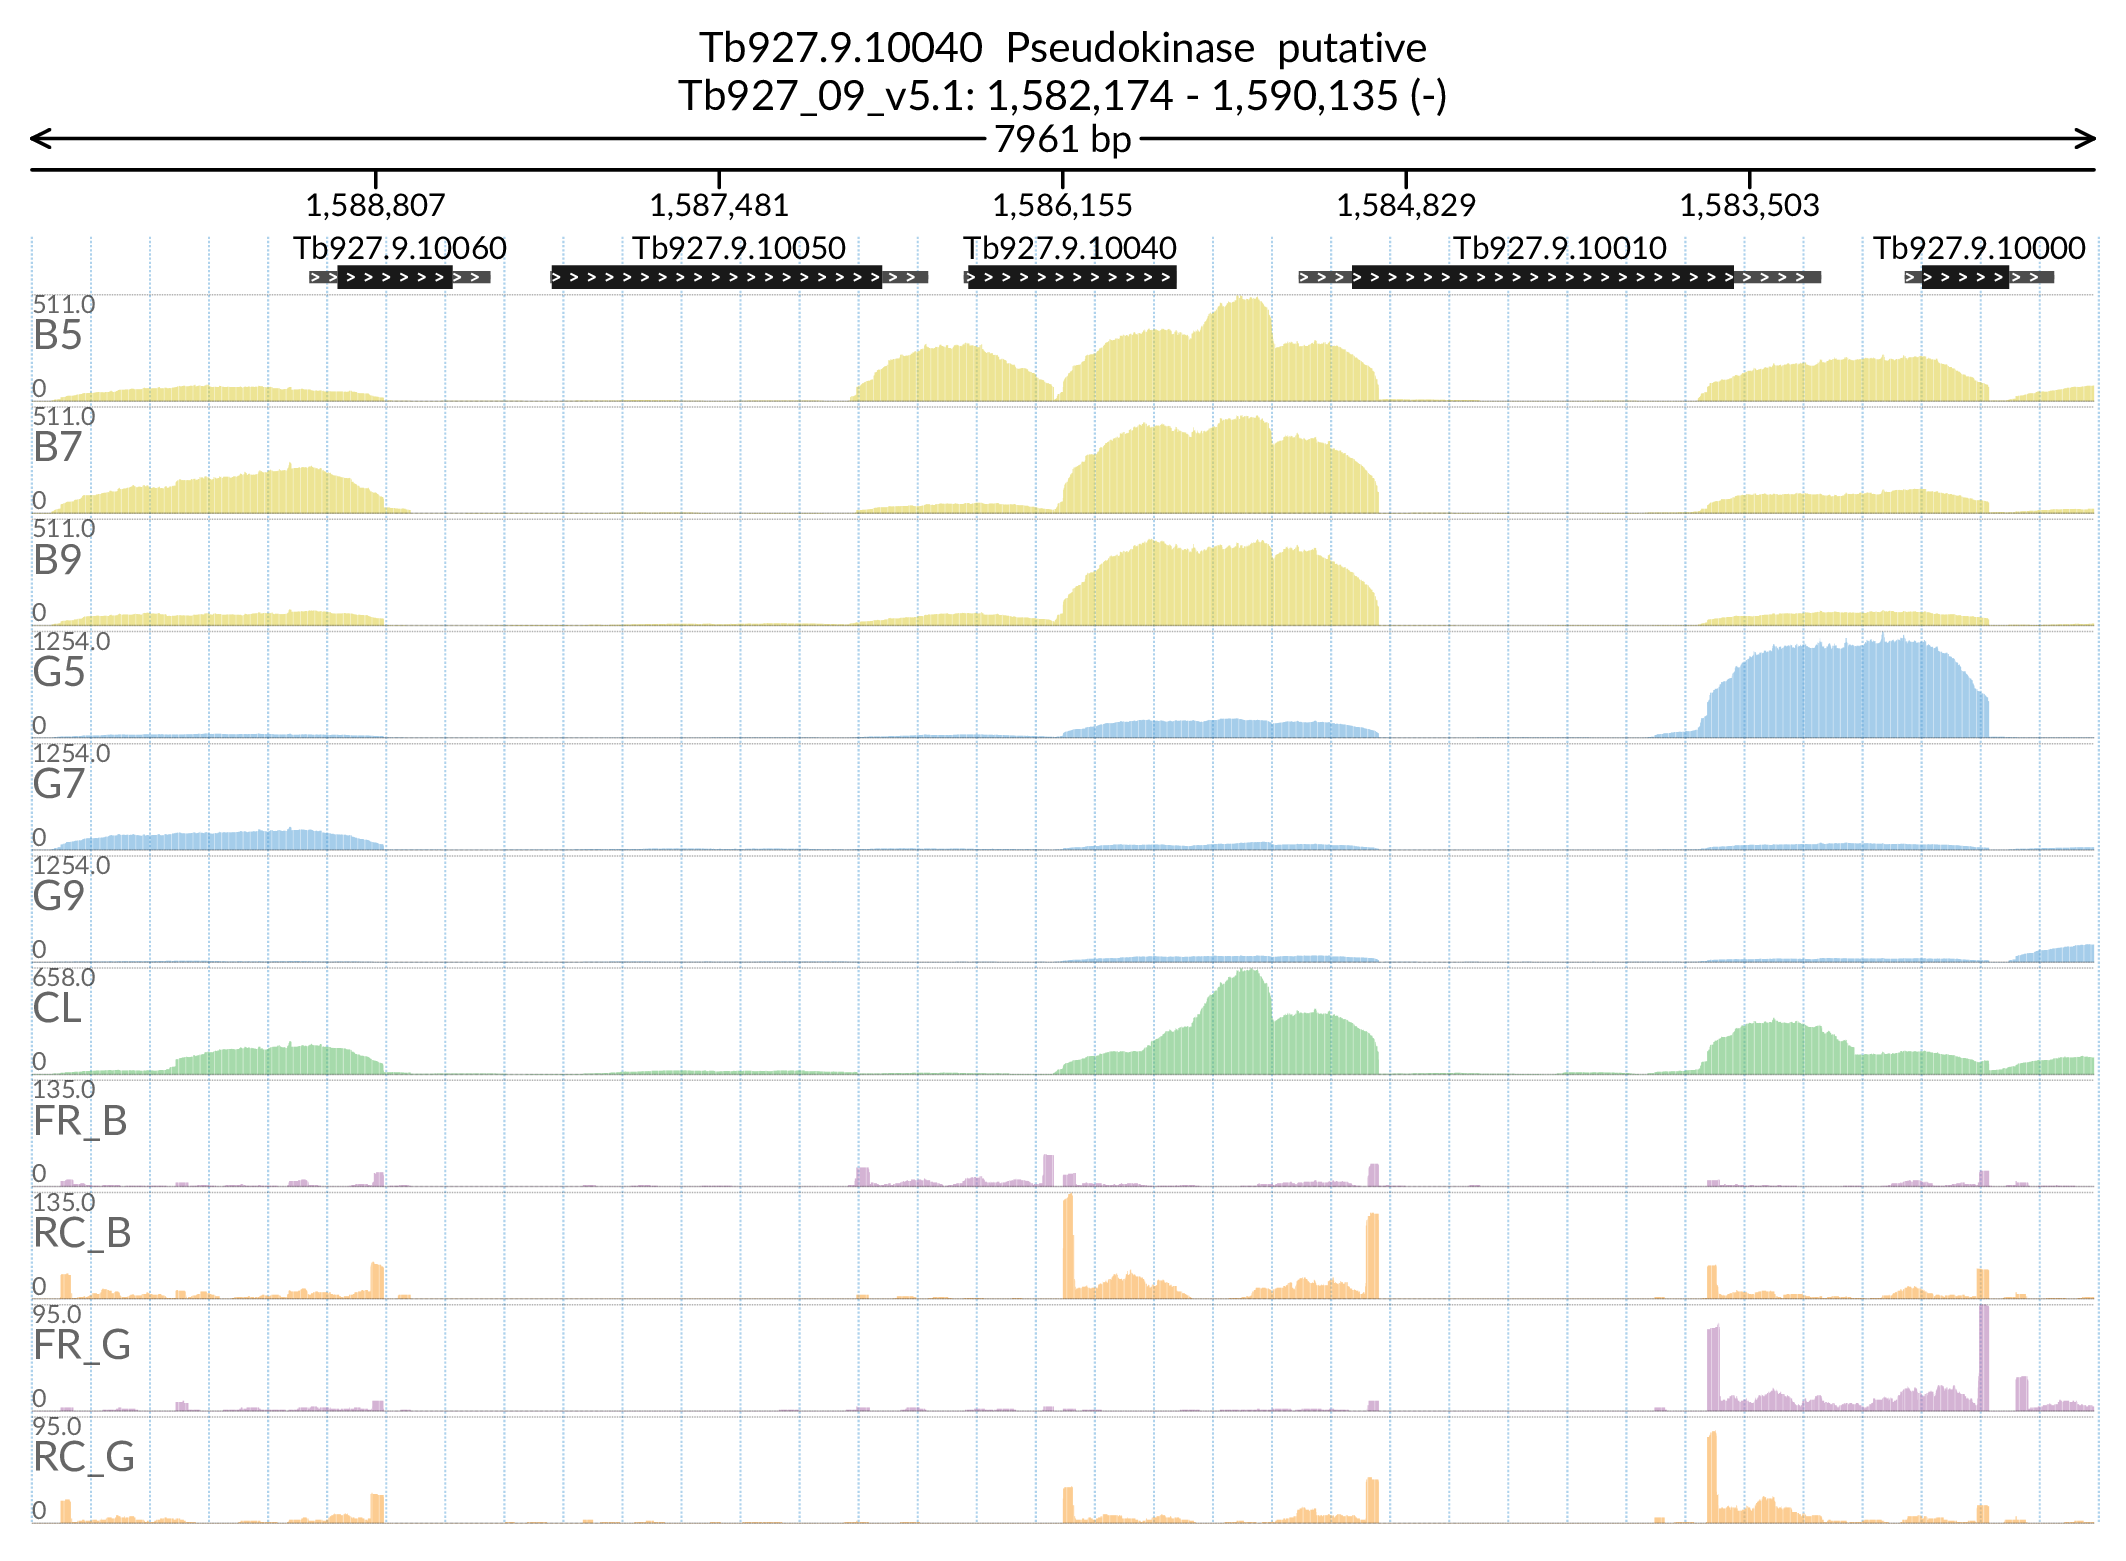 Tb927.9.10040 Pseudokinase putative
Tb927_09_v5.1: 1,582,174 - 1,590,135 (-)
7961 bp
1,588,807 1,587,481 1,586,155 1,584,829 1,583,503
Tb927.9.10060 Tb927.9.10050 Tb927.9.10040 Tb927.9.10010 Tb927.9.10000
511.0
B5
0
511.0
B7
0
511.0
B9
0
1254.0
G5
0
1254.0
G7
0
1254.0
G9
0
658.0
CL
0
135.0
FR_B
0
135.0
RC_B
0
95.0
FR_G
0
95.0
RC_G
0